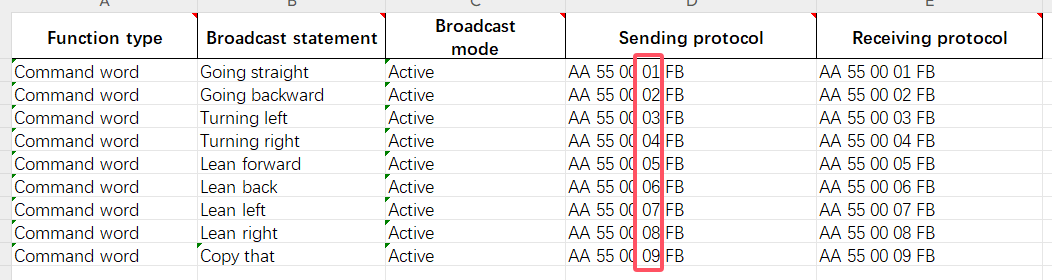 A B C D E
Function type Broadcast statement Broadcast mode Sending protocol Receiving protocol
Command word Going straight Active AA 55 00 01 FB AA 55 00 01 FB
Command word Going backward Active AA 55 00 02 FB AA 55 00 02 FB
Command word Turning left Active AA 55 00 03 FB AA 55 00 03 FB
Command word Turning right Active AA 55 00 04 FB AA 55 00 04 FB
Command word Lean forward Active AA 55 00 05 FB AA 55 00 05 FB
Command word Lean back Active AA 55 00 06 FB AA 55 00 06 FB
Command word Lean left Active AA 55 00 07 FB AA 55 00 07 FB
Command word Lean right Active AA 55 00 08 FB AA 55 00 08 FB
Command word Copy that Active AA 55 00 09 FB AA 55 00 09 FB